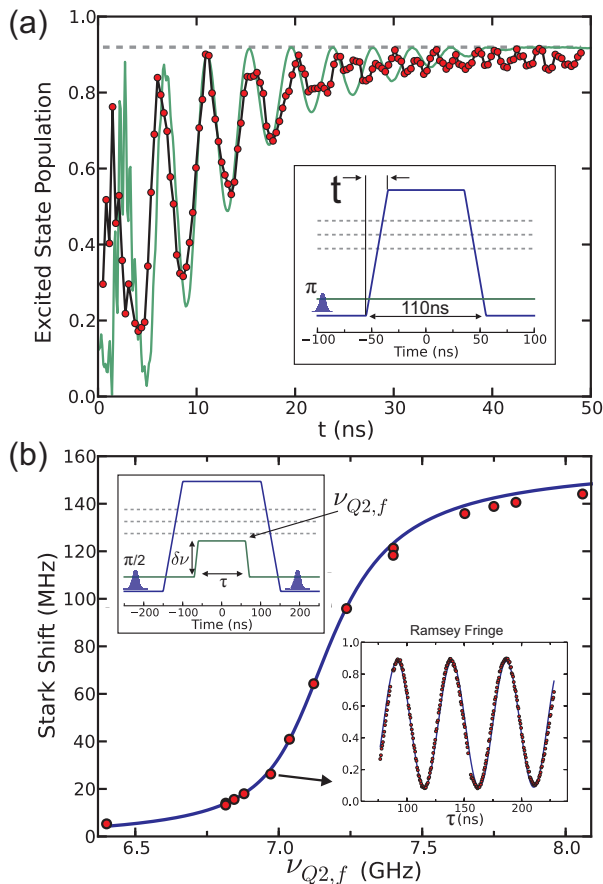 (a)
1.0
0.8
0.6
0.4
0.2
0.0
Excited State Population
t
π
110ns
−100 −50 0 50 100
Time (ns)
0 10 20 30 40 50
t (ns)
(b)
160
140
120
100
80
60
40
20
0
Stark Shift (MHz)
νQ2,f
π/2
δν
τ
−200 −100 0 100 200
Time (ns)
Ramsey Fringe
1.0
0.8
0.6
0.4
0.2
0.0
100 150 200
τ(ns)
6.5 7.0 7.5 8.0
νQ2,f (GHz)